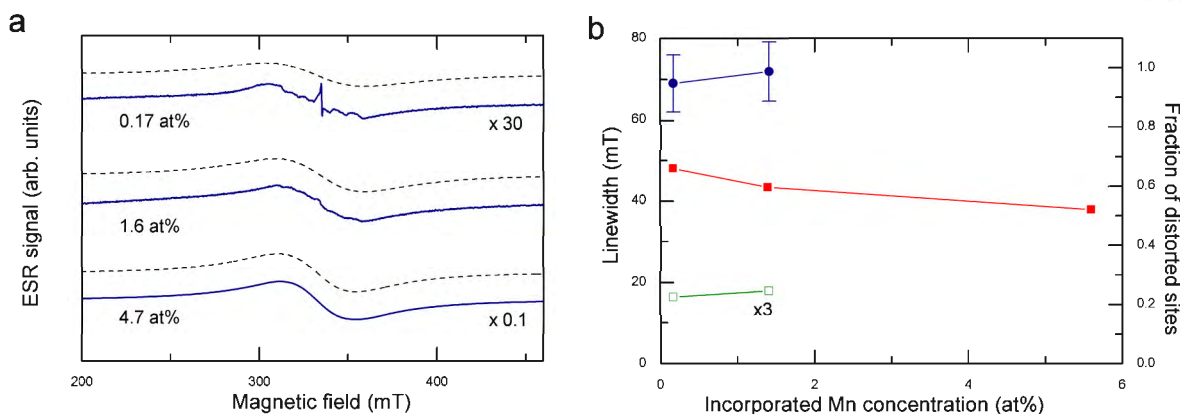 a
ESR signal (arb. units)
0.17 at%
x 30
1.6 at%
4.7 at%
x 0.1
200
300
400
Magnetic field (mT)
b
Linewidth (mT)
80
60
40
20
0
x3
0
2
4
6
Incorporated Mn concentration (at%)
1.0
0.8
0.6
0.4
0.2
0.0
Fraction of
distorted sites